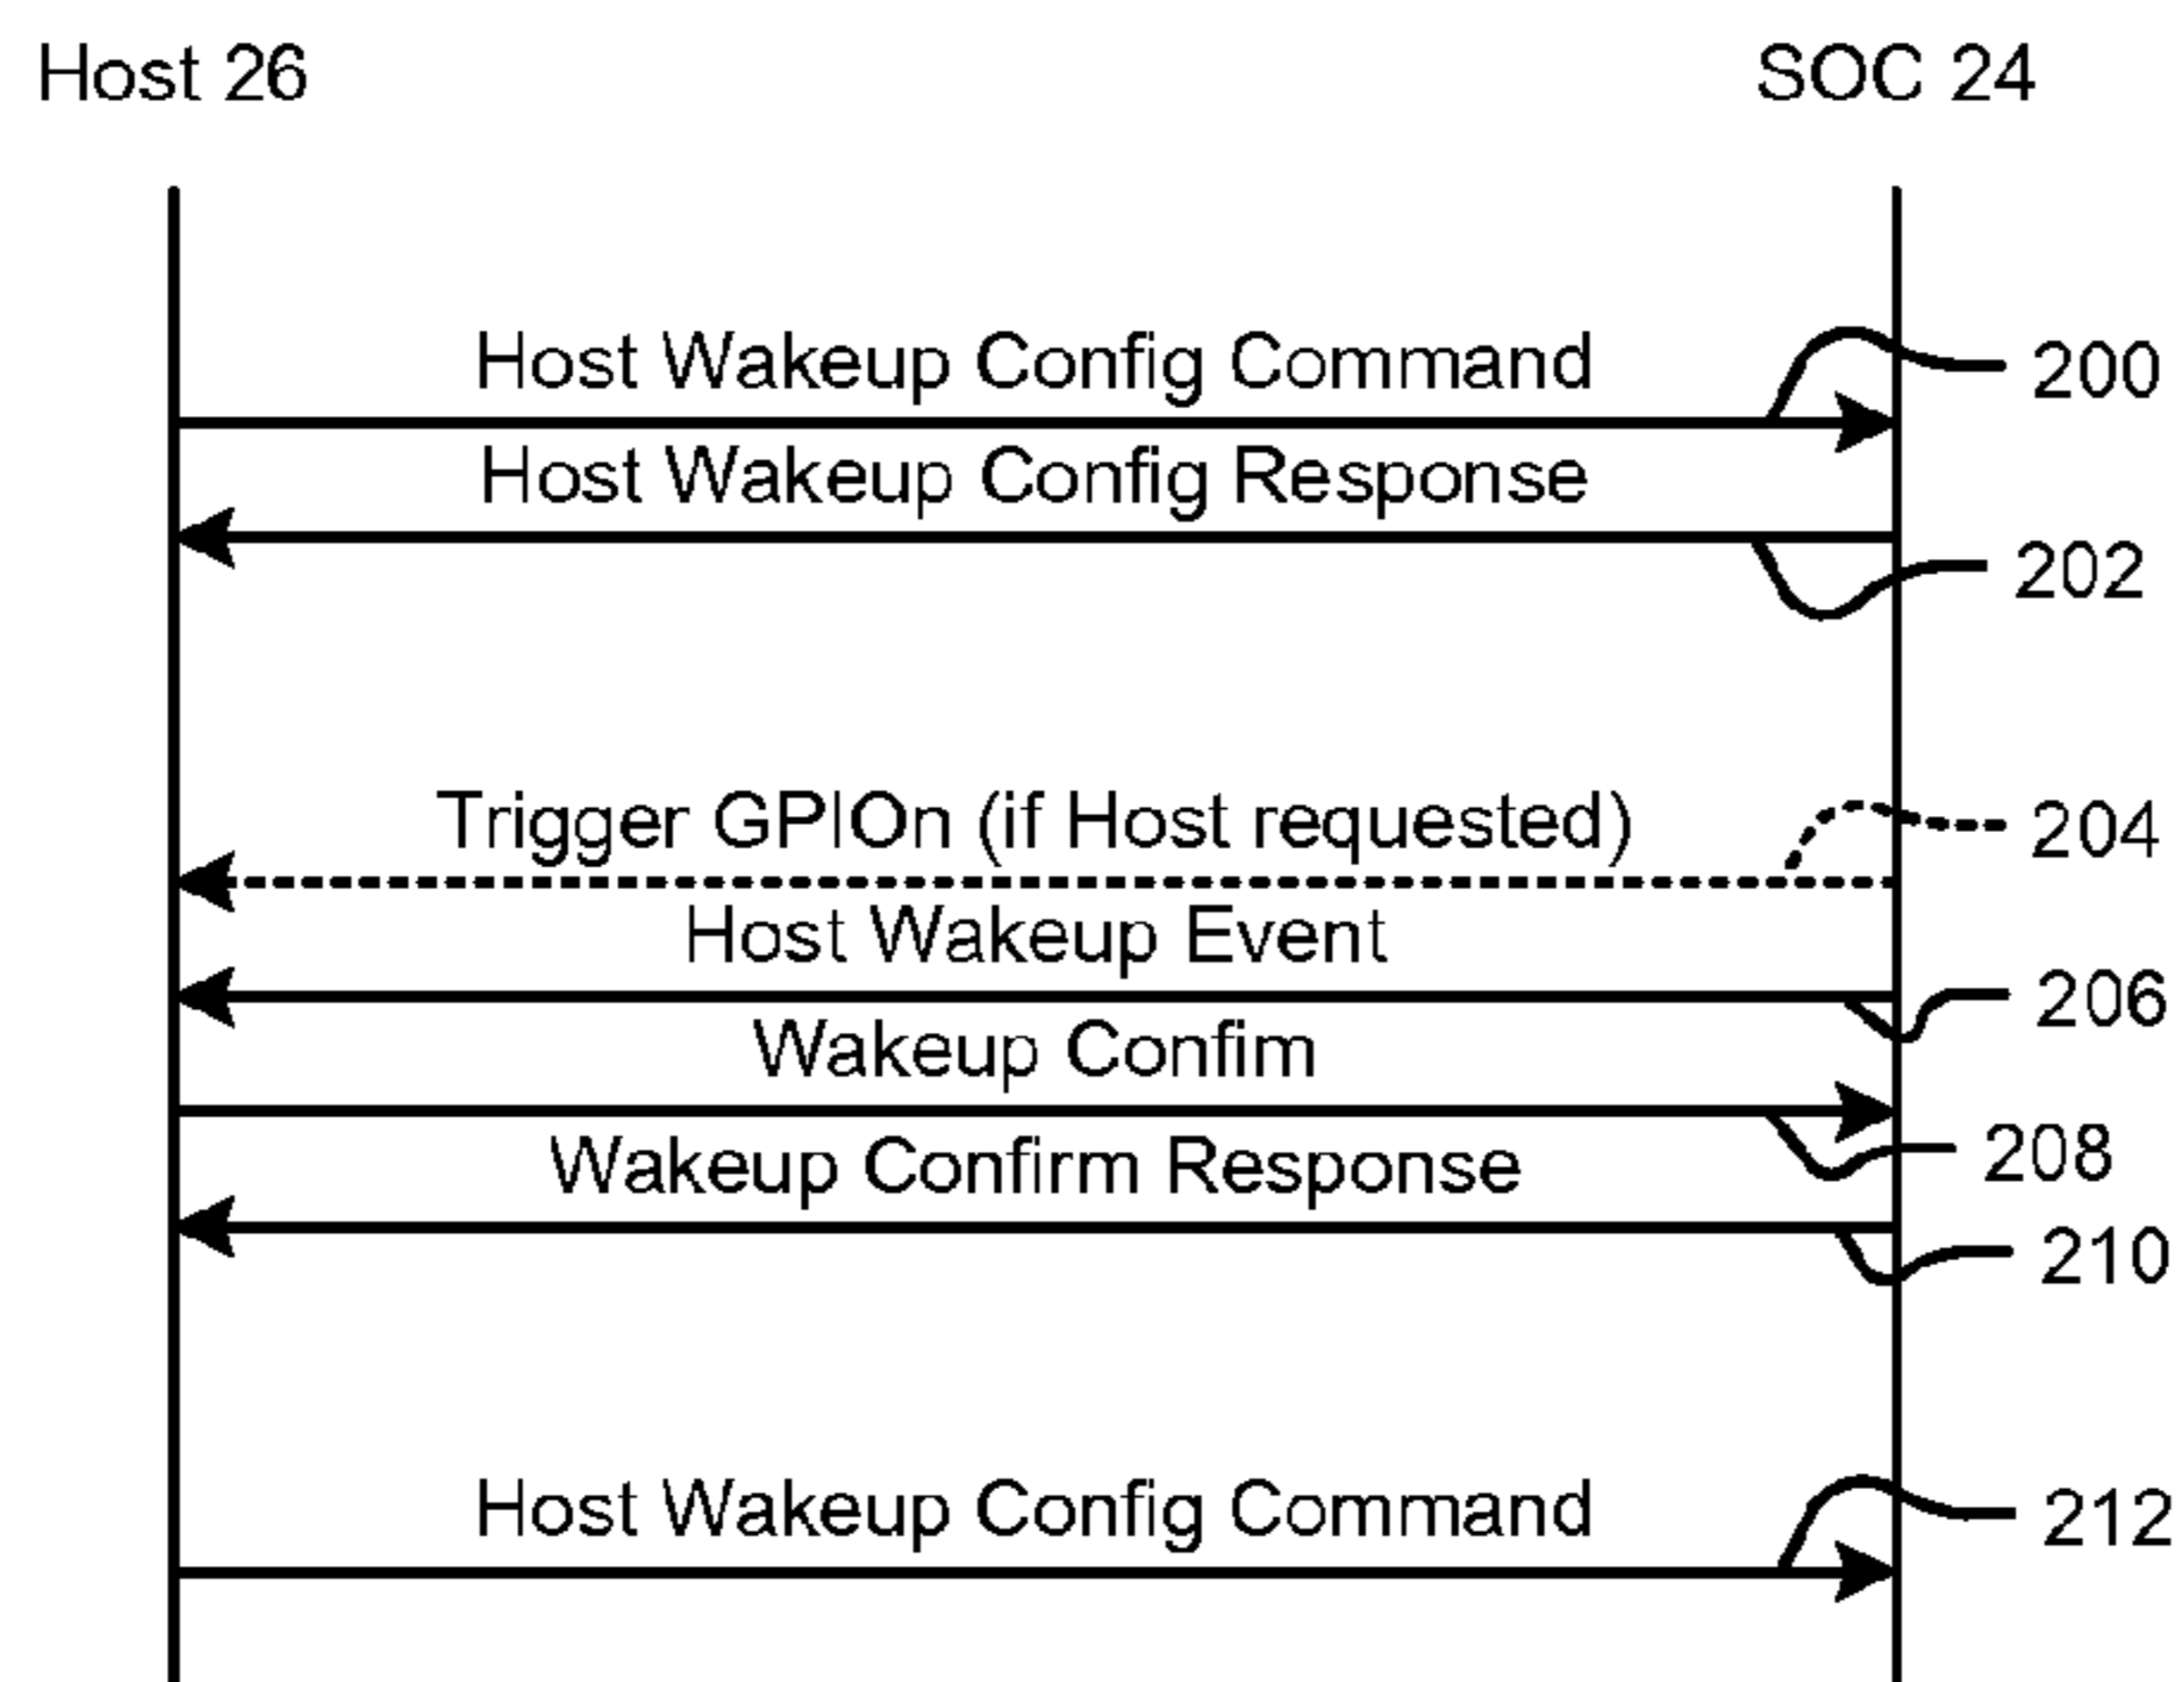 Host 26
SOC 24
Host Wakeup Config Command
200
Host Wakeup Config Response
202
Trigger GPIOn (if Host requested)
204
Host Wakeup Event
206
Wakeup Confim
208
Wakeup Confirm Response
210
Host Wakeup Config Command
212